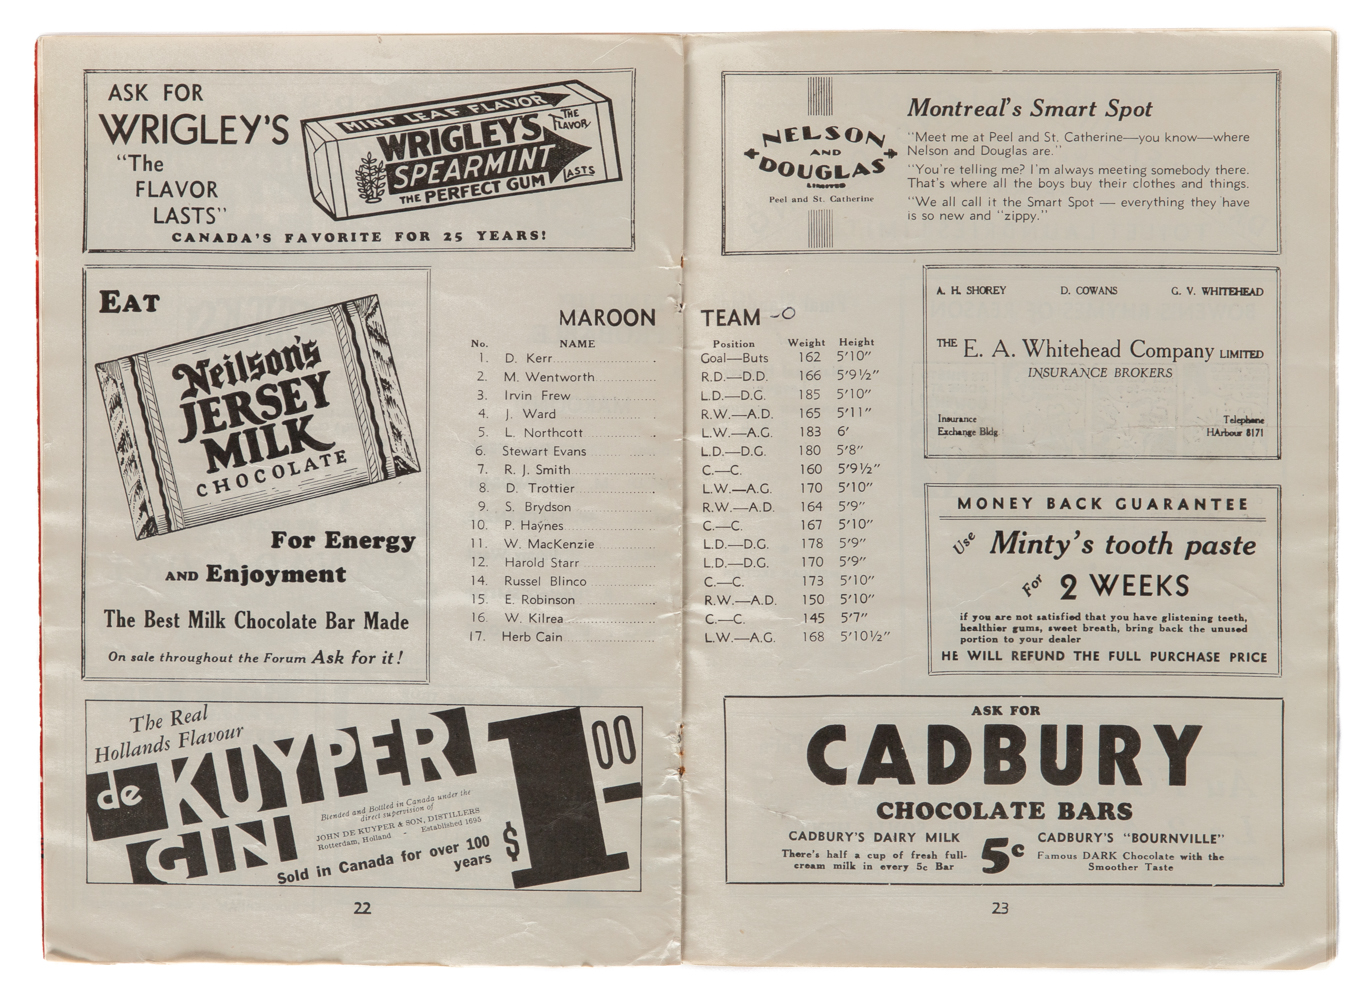 ASK FOR
WRIGLEY'S
"The
FLAVOR
LASTS"
MINT LEAF FLAVOR
WRIGLEY'S
SPEARMINT
THE PERFECT GUM
THE
FLAVOR
LASTS
CANADA'S FAVORITE FOR 25 YEARS!
EAT
Neilson's
JERSEY
MILK
CHOCOLATE
For Energy
AND Enjoyment
The Best Milk Chocolate Bar Made
On sale throughout the Forum Ask for it!
The Real
Hollands Flavour
de KUYPER
GIN
Blended and Bottled in Canada under the
direct supervision of
JOHN DE KUYPER & SON, DISTILLERS
Rotterdam, Holland - Established 1695
Sold in Canada for over 100
years
$1.00
22
NELSON
AND
DOUGLAS
LIMITED
Peel and St. Catherine
Montreal's Smart Spot
"Meet me at Peel and St. Catherine—you know—where
Nelson and Douglas are."
"You're telling me? I'm always meeting somebody there.
That's where all the boys buy their clothes and things.
"We all call it the Smart Spot — everything they have
is so new and "zippy."
MAROON TEAM -0
No. NAME Position Weight Height
1. D. Kerr Goal—Buts 162 5'10"
2. M. Wentworth R.D.—D.D. 166 5'9½"
3. Irvin Frew L.D.—D.G. 185 5'10"
4. J. Ward R.W.—A.D. 165 5'11"
5. L. Northcott L.W.—A.G. 183 6'
6. Stewart Evans L.D.—D.G. 180 5'8"
7. R. J. Smith C.—C. 160 5'9½"
8. D. Trottier L.W.—A.G. 170 5'10"
9. S. Brydson R.W.—A.D. 164 5'9"
10. P. Haynes C.—C. 167 5'10"
11. W. MacKenzie L.D.—D.G. 178 5'9"
12. Harold Starr L.D.—D.G. 170 5'9"
14. Russel Blinco C.—C. 173 5'10"
15. E. Robinson R.W.—A.D. 150 5'10"
16. W. Kilrea C.—C. 145 5'7"
17. Herb Cain L.W.—A.G. 168 5'10½"
A. H. SHOREY D. COWANS G. V. WHITEHEAD
THE E. A. Whitehead Company LIMITED
INSURANCE BROKERS
Insurance Telephone
Exchange Bldg. HArbour 8171
MONEY BACK GUARANTEE
Use Minty's tooth paste
For 2 WEEKS
if you are not satisfied that you have glistening teeth,
healthier gums, sweet breath, bring back the unused
portion to your dealer
HE WILL REFUND THE FULL PURCHASE PRICE
ASK FOR
CADBURY
CHOCOLATE BARS
CADBURY'S DAIRY MILK
There's half a cup of fresh full-
cream milk in every 5c Bar
5c
CADBURY'S "BOURNVILLE"
Famous DARK Chocolate with the
Smoother Taste
23